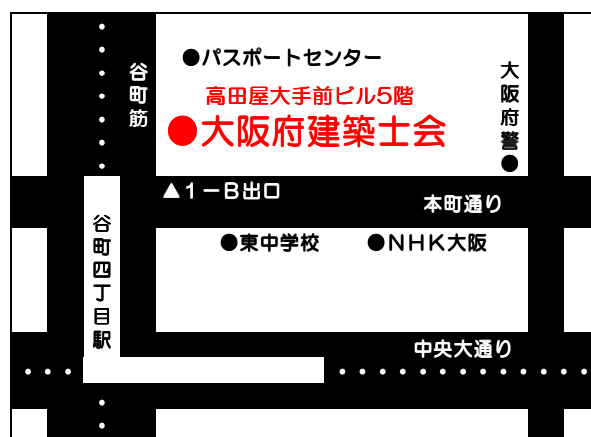 ●パスポートセンター
谷町筋
高田屋大手前ビル5階
●大阪府建築士会
大阪府警●
▲1－B出口
本町通り
谷町四丁目駅
●東中学校
●NHK大阪
中央大通り